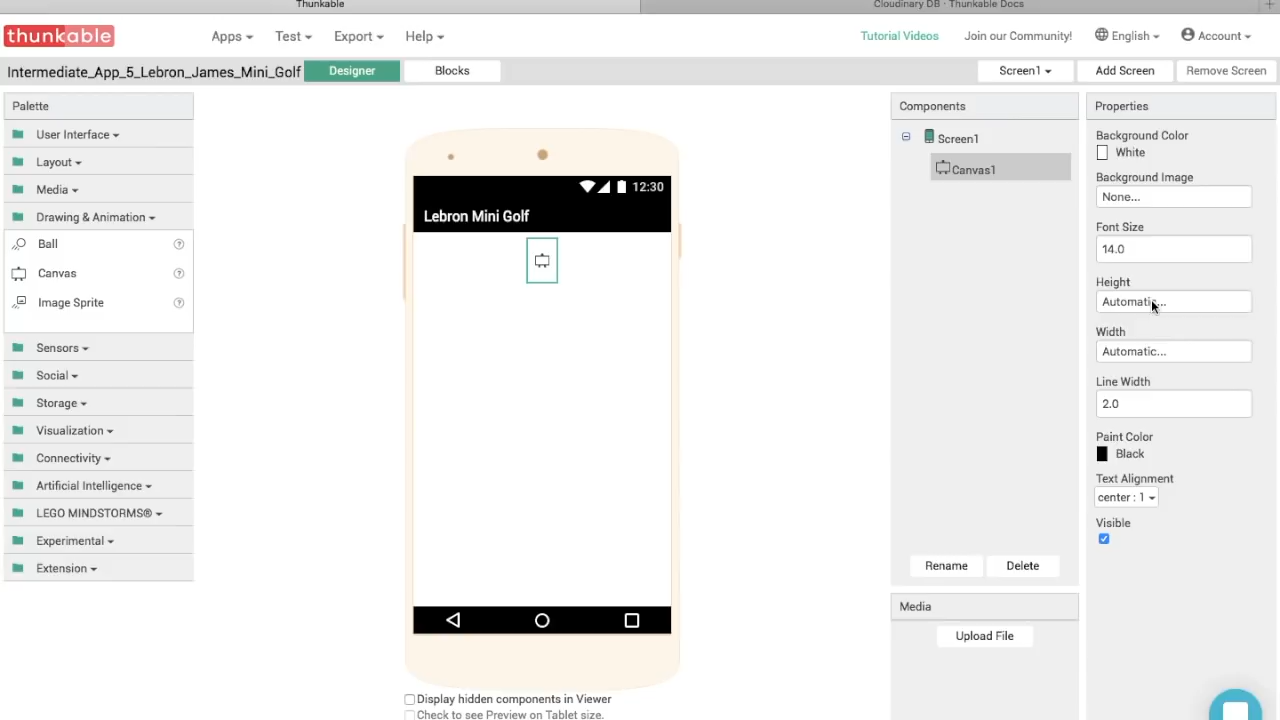 Thunkable
Cloudinary DB · Thunkable Docs
thunkable
Apps
Test
Export
Help
Tutorial Videos
Join our Community!
English
Account
Intermediate_App_5_Lebron_James_Mini_Golf
Designer
Blocks
Screen1
Add Screen
Remove Screen
Palette
User Interface
Layout
Media
Drawing & Animation
Ball
Canvas
Image Sprite
Sensors
Social
Storage
Visualization
Connectivity
Artificial Intelligence
LEGO MINDSTORMS®
Experimental
Extension
12:30
Lebron Mini Golf
Display hidden components in Viewer
Check to see Preview on Tablet size.
Components
Screen1
Canvas1
Rename
Delete
Media
Upload File
Properties
Background Color
White
Background Image
None...
Font Size
14.0
Height
Automatic...
Width
Automatic...
Line Width
2.0
Paint Color
Black
Text Alignment
center : 1
Visible